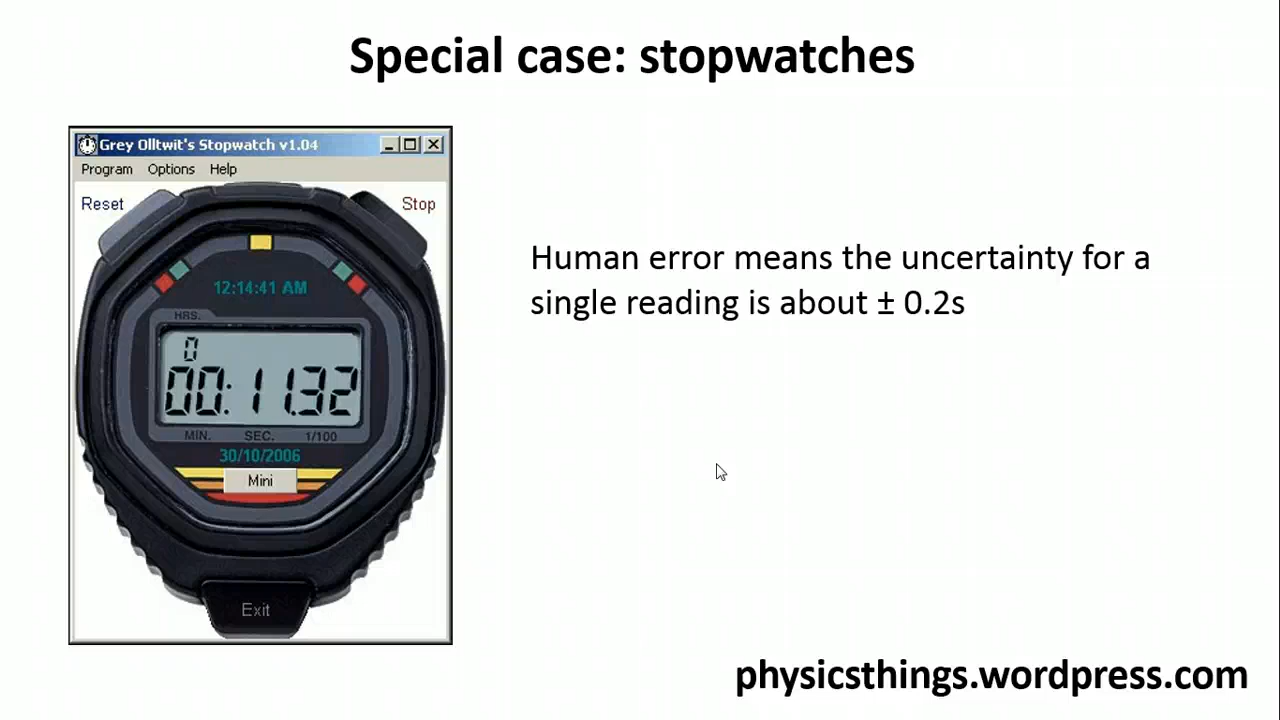 Special case: stopwatches
Grey Olltwit's Stopwatch v1.04
Program Options Help
Reset Stop
12:14:41 AM
HRS.
0
00:11.32
MIN. SEC. 1/100
30/10/2006
Mini
Exit
Human error means the uncertainty for a
single reading is about ± 0.2s
physicsthings.wordpress.com